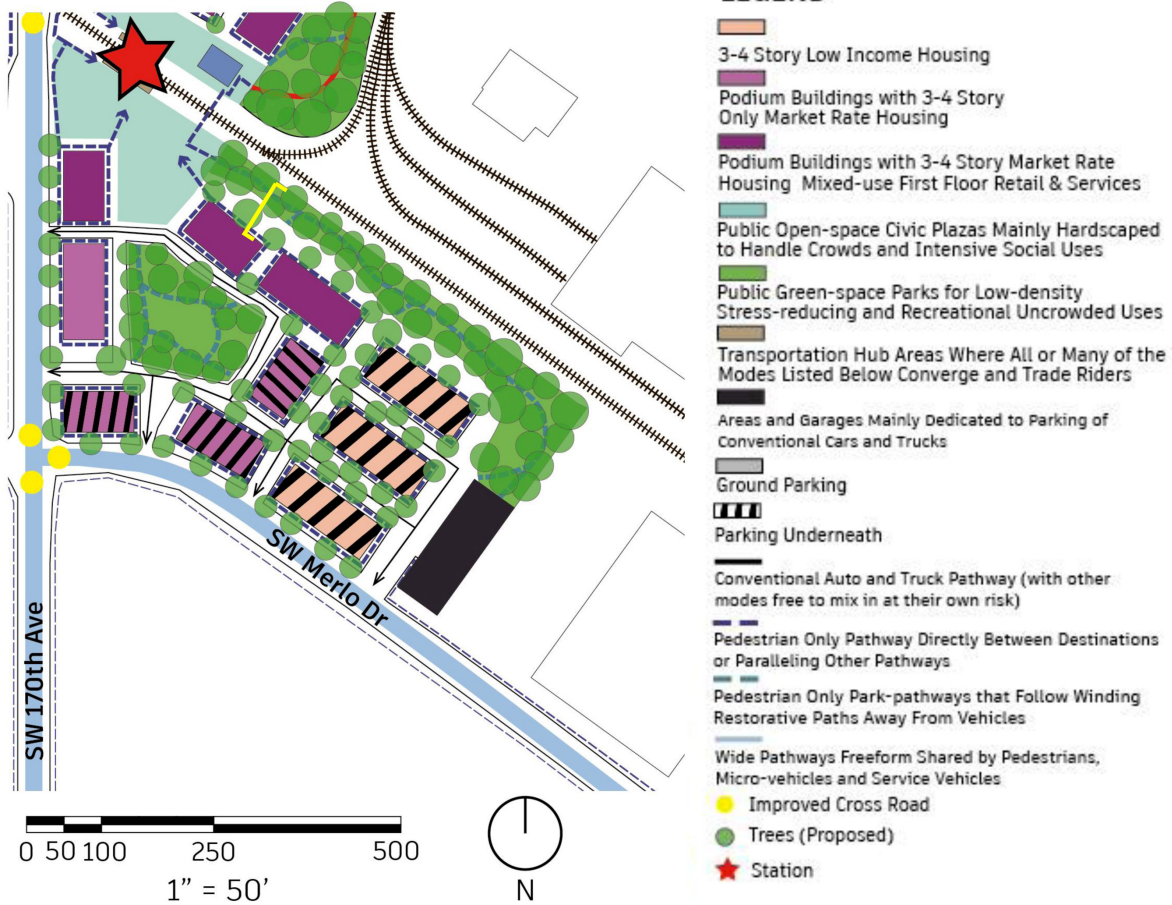 SW 170th Ave
SW Merlo Dr
0 50 100 250 500
1” = 50’
N
LEGEND
3-4 Story Low Income Housing
Podium Buildings with 3-4 Story
Only Market Rate Housing
Podium Buildings with 3-4 Story Market Rate
Housing Mixed-use First Floor Retail & Services
Public Open-space Civic Plazas Mainly Hardscaped
to Handle Crowds and Intensive Social Uses
Public Green-space Parks for Low-density
Stress-reducing and Recreational Uncrowded Uses
Transportation Hub Areas Where All or Many of the
Modes Listed Below Converge and Trade Riders
Areas and Garages Mainly Dedicated to Parking of
Conventional Cars and Trucks
Ground Parking
Parking Underneath
Conventional Auto and Truck Pathway (with other
modes free to mix in at their own risk)
Pedestrian Only Pathway Directly Between Destinations
or Paralleling Other Pathways
Pedestrian Only Park-pathways that Follow Winding
Restorative Paths Away From Vehicles
Wide Pathways Freeform Shared by Pedestrians,
Micro-vehicles and Service Vehicles
Improved Cross Road
Trees (Proposed)
Station